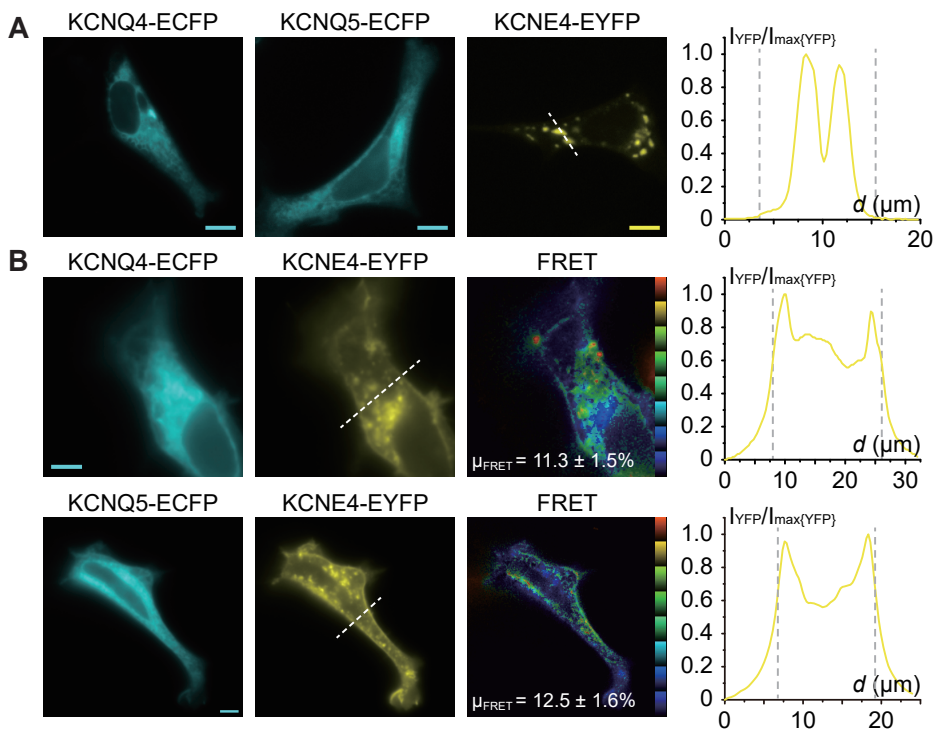 A
KCNQ4-ECFP
KCNQ5-ECFP
KCNE4-EYFP
IYFP/Imax{YFP}
1.0
0.8
0.6
0.4
0.2
0
d (µm)
0 10 20
B
KCNQ4-ECFP
KCNE4-EYFP
FRET
µFRET = 11.3 ± 1.5%
IYFP/Imax{YFP}
1.0
0.8
0.6
0.4
0.2
0
d (µm)
0 10 20 30
KCNQ5-ECFP
KCNE4-EYFP
FRET
µFRET = 12.5 ± 1.6%
IYFP/Imax{YFP}
1.0
0.8
0.6
0.4
0.2
0
d (µm)
0 10 20